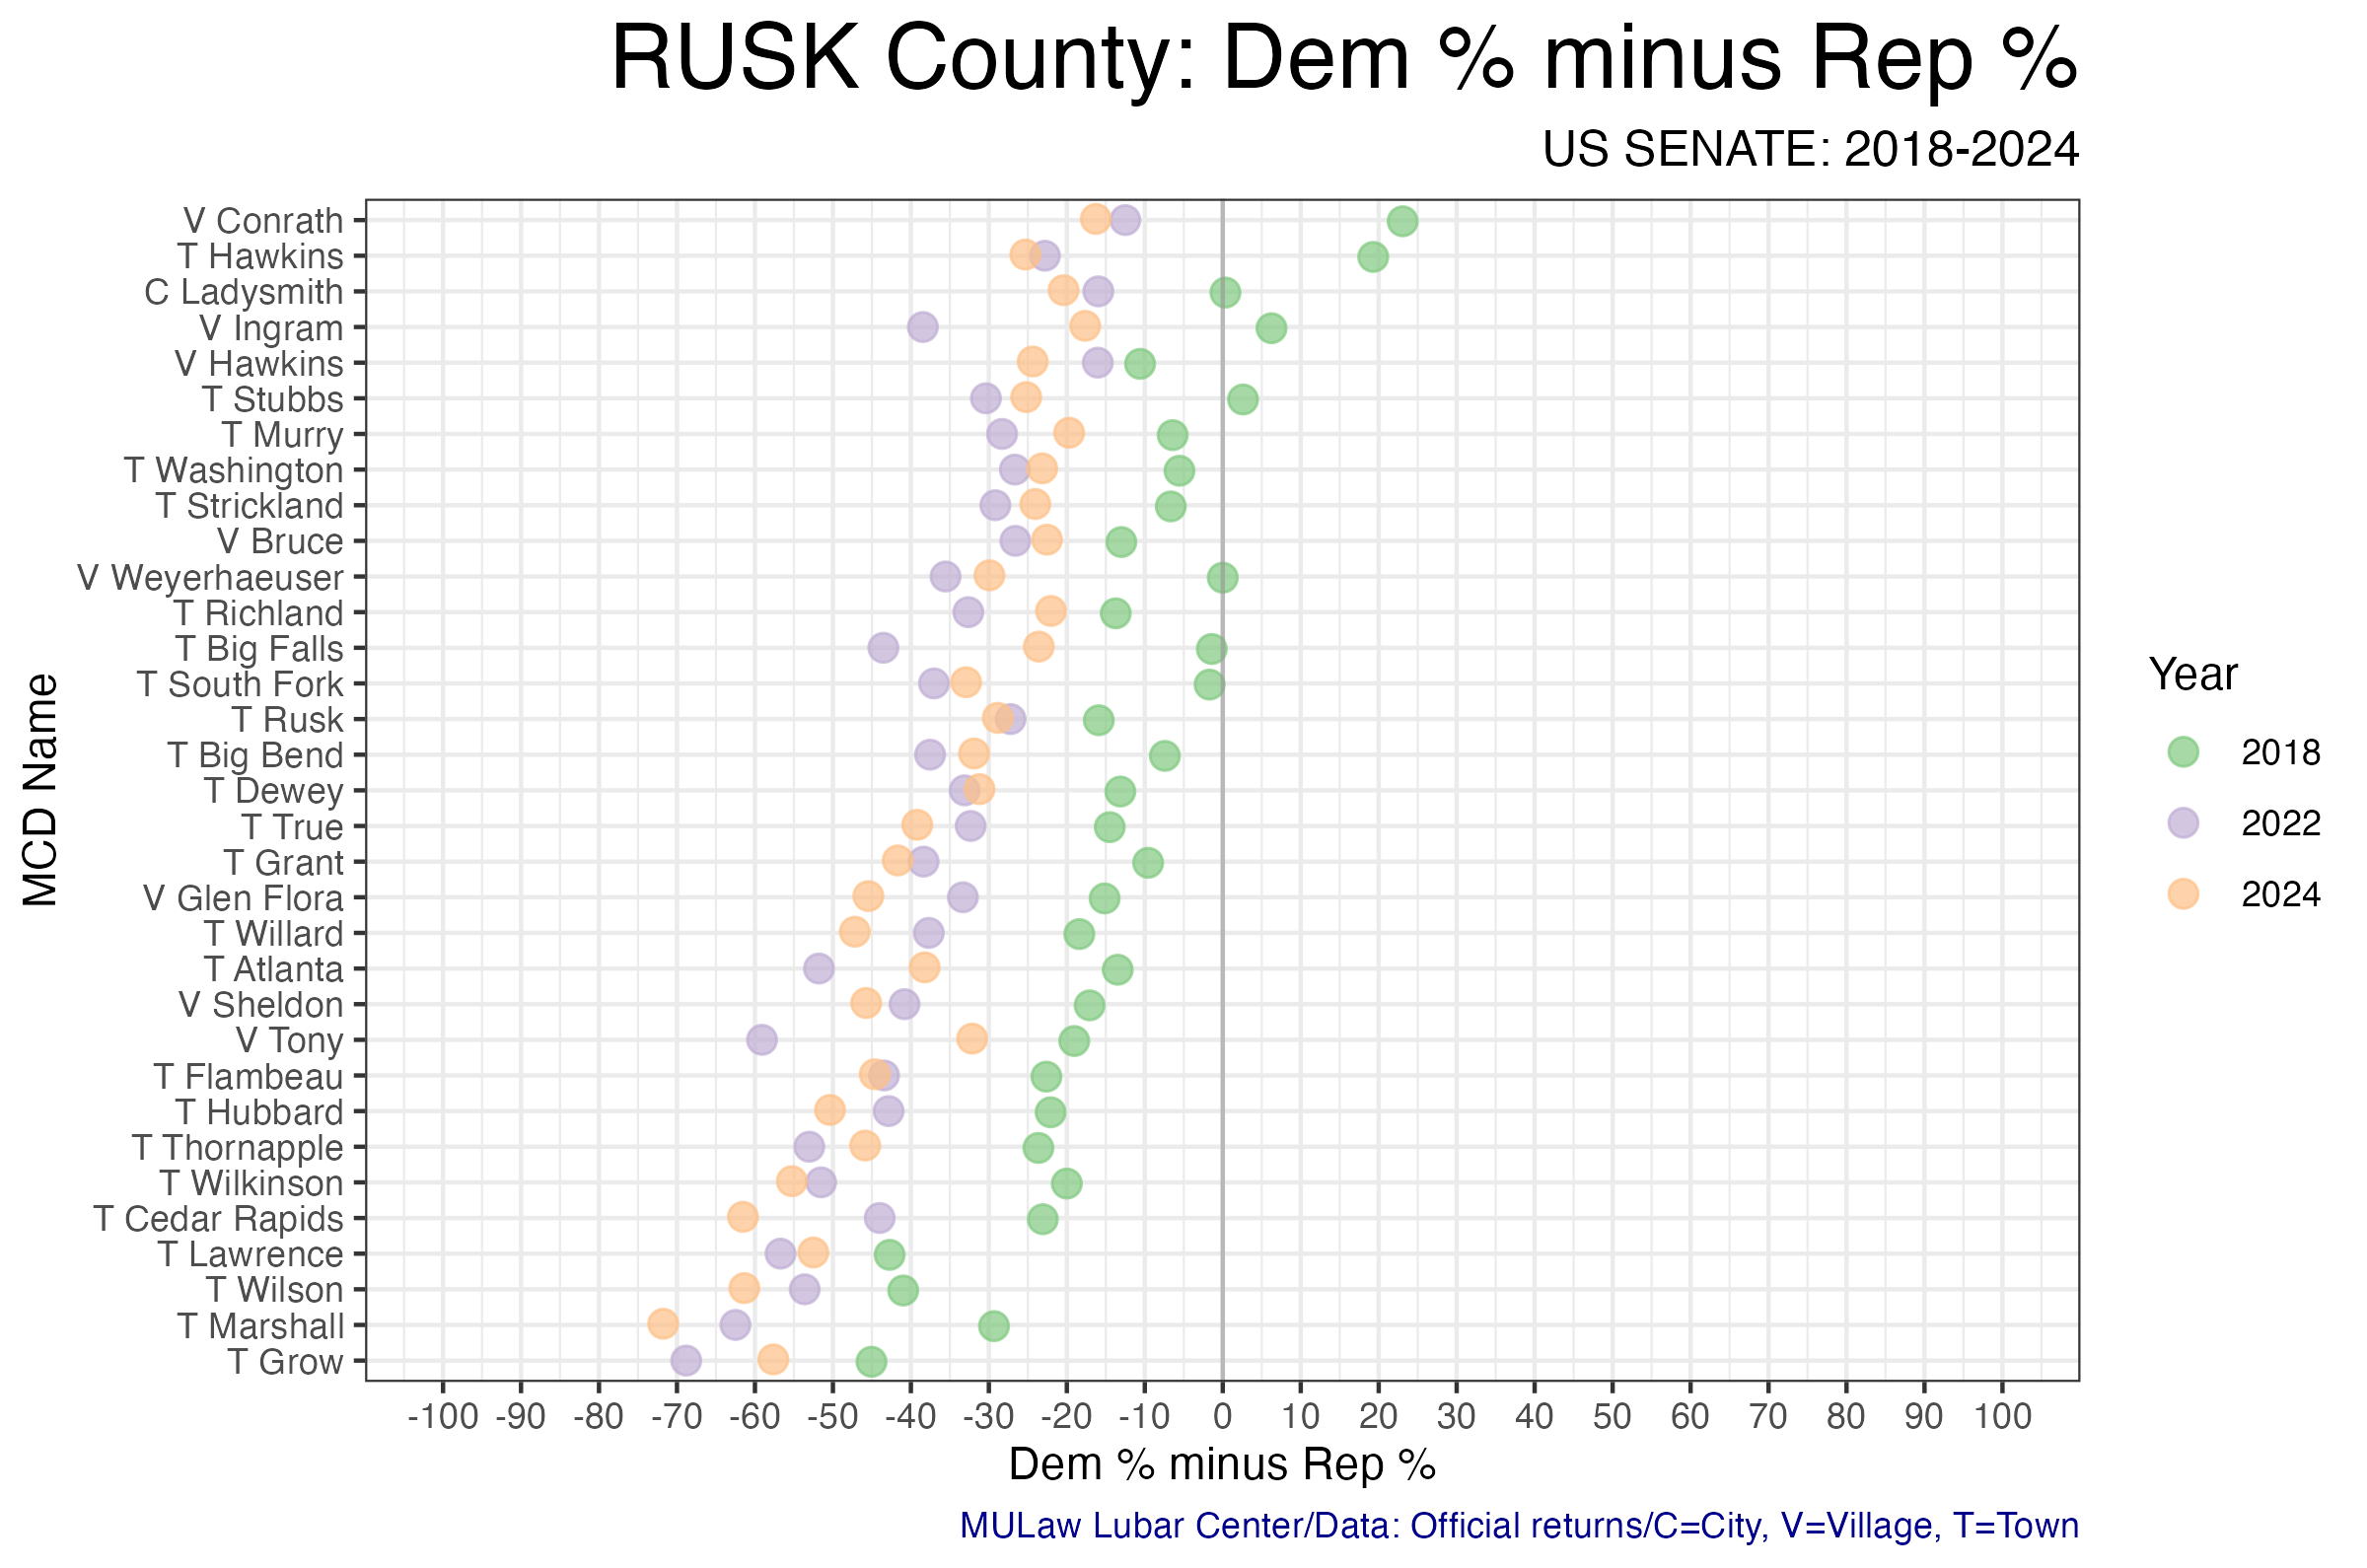 RUSK County: Dem % minus Rep %
US SENATE: 2018-2024
MCD Name
V Conrath
T Hawkins
C Ladysmith
V Ingram
V Hawkins
T Stubbs
T Murry
T Washington
T Strickland
V Bruce
V Weyerhaeuser
T Richland
T Big Falls
T South Fork
T Rusk
T Big Bend
T Dewey
T True
T Grant
V Glen Flora
T Willard
T Atlanta
V Sheldon
V Tony
T Flambeau
T Hubbard
T Thornapple
T Wilkinson
T Cedar Rapids
T Lawrence
T Wilson
T Marshall
T Grow
-100 -90 -80 -70 -60 -50 -40 -30 -20 -10 0 10 20 30 40 50 60 70 80 90 100
Dem % minus Rep %
Year
2018
2022
2024
MULaw Lubar Center/Data: Official returns/C=City, V=Village, T=Town